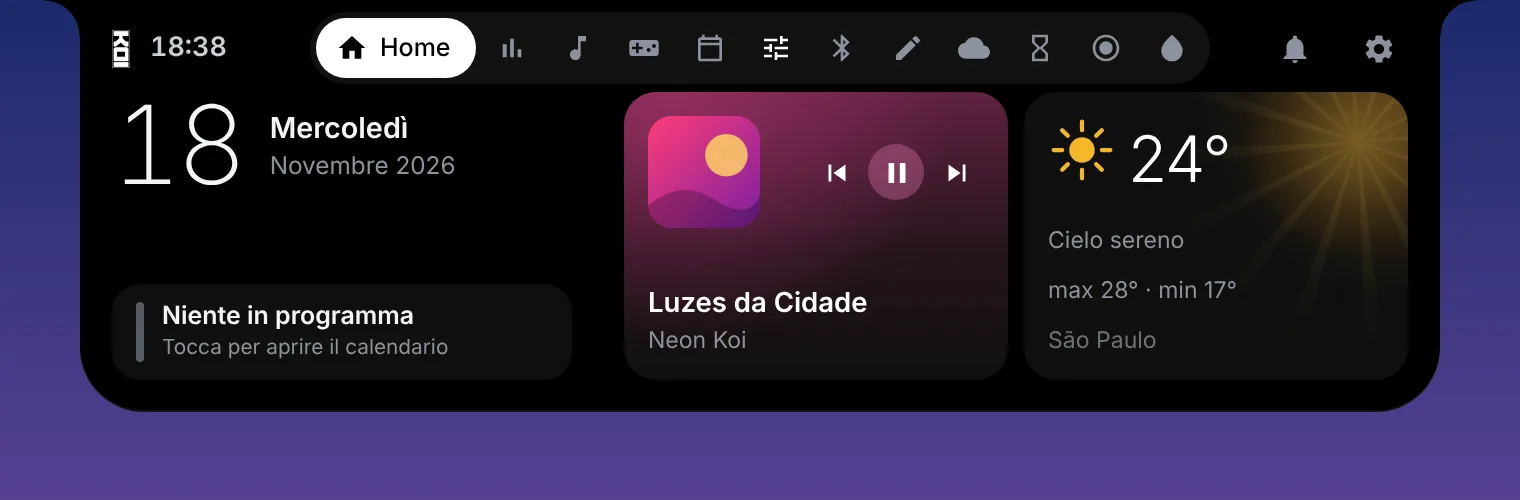 KOI
18:38
Home
18
Mercoledì
Novembre 2026
Niente in programma
Tocca per aprire il calendario
Luzes da Cidade
Neon Koi
24°
Cielo sereno
max 28° · min 17°
São Paulo